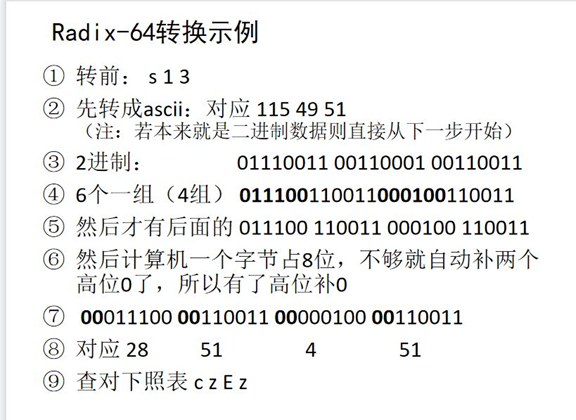 Radix-64转换示例
① 转前： s 1 3
② 先转成ascii：对应 115 49 51
（注：若本来就是二进制数据则直接从下一步开始）
③ 2进制： 01110011 00110001 00110011
④ 6个一组（4组） 011100110011000100110011
⑤ 然后才有后面的 011100 110011 000100 110011
⑥ 然后计算机一个字节占8位，不够就自动补两个
高位0了，所以有了高位补0
⑦ 00011100 00110011 00000100 00110011
⑧ 对应 28 51 4 51
⑨ 查对下照表 c z E z